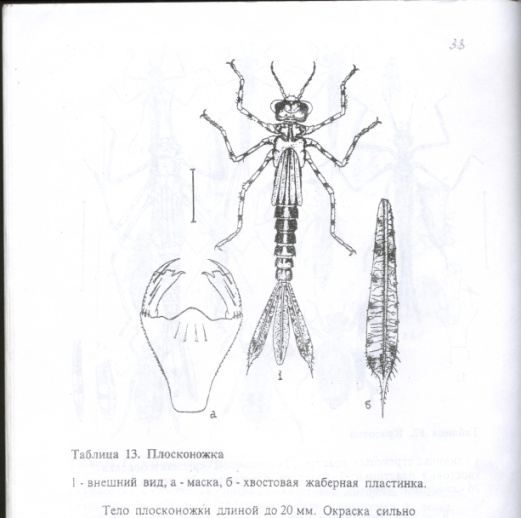 33
1
а
б
Таблица 13. Плосконожка
1 - внешний вид, а - маска, б - хвостовая жаберная пластинка.
Тело плосконожки длиной до 20 мм. Окраска сильно